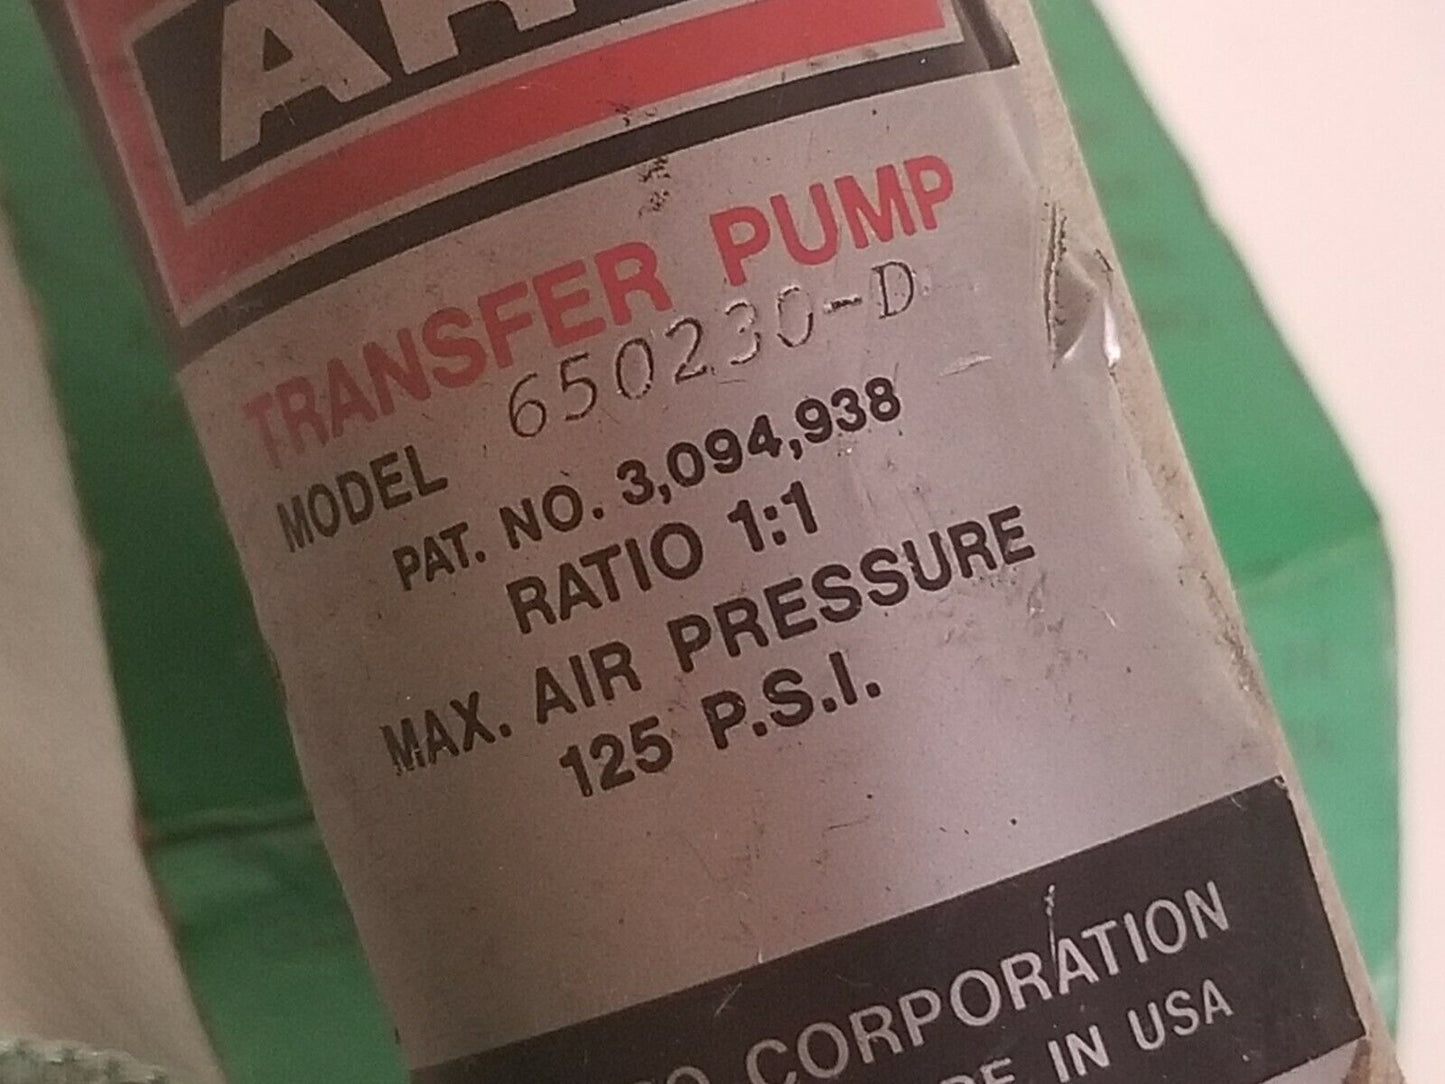 TRANSFER PUMP
MODEL 650230-D
PAT. NO. 3,094,938
RATIO 1:1
MAX. AIR PRESSURE
125 P.S.I.
CORPORATION
IN USA